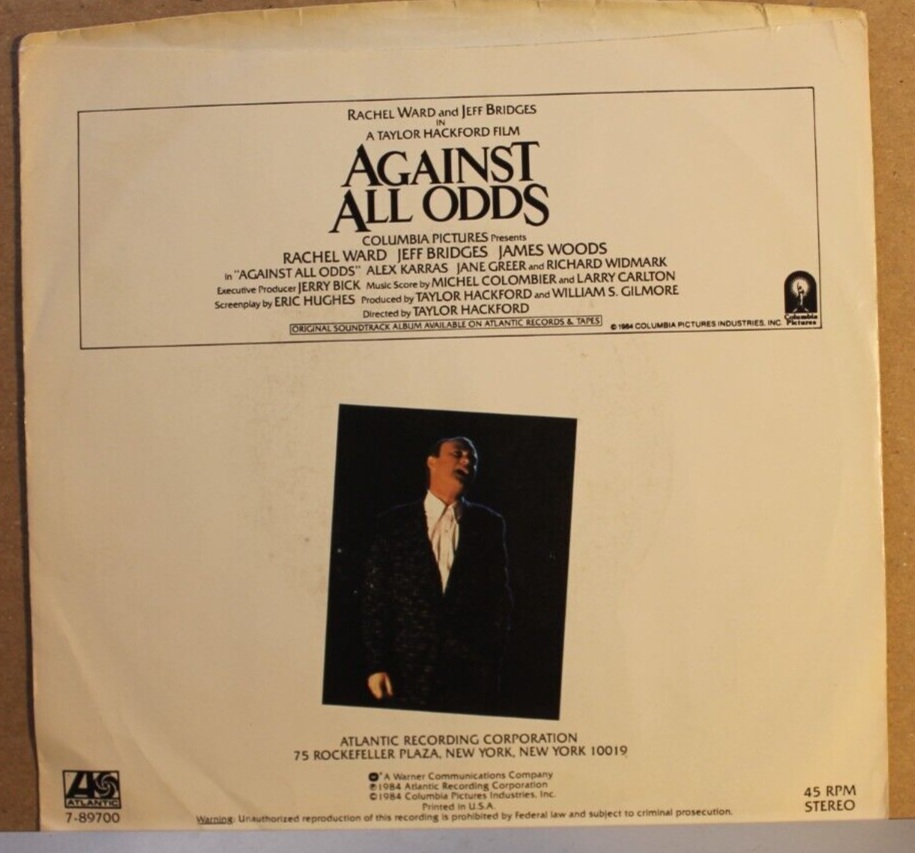 RACHEL WARD and JEFF BRIDGES
IN
A TAYLOR HACKFORD FILM
AGAINST
ALL ODDS
COLUMBIA PICTURES Presents
RACHEL WARD JEFF BRIDGES JAMES WOODS
in "AGAINST ALL ODDS" ALEX KARRAS JANE GREER and RICHARD WIDMARK
Executive Producer JERRY BICK Music Score by MICHEL COLOMBIER and LARRY CARLTON
Screenplay by ERIC HUGHES Produced by TAYLOR HACKFORD and WILLIAM S. GILMORE
Directed by TAYLOR HACKFORD
ORIGINAL SOUNDTRACK ALBUM AVAILABLE ON ATLANTIC RECORDS & TAPES
© 1984 COLUMBIA PICTURES INDUSTRIES, INC.
Columbia
Pictures
ATLANTIC RECORDING CORPORATION
75 ROCKEFELLER PLAZA, NEW YORK, NEW YORK 10019
A Warner Communications Company
℗ 1984 Atlantic Recording Corporation
© 1984 Columbia Pictures Industries, Inc.
Printed in U.S.A.
Warning: Unauthorized reproduction of this recording is prohibited by Federal law and subject to criminal prosecution.
ATLANTIC
7-89700
45 RPM
STEREO